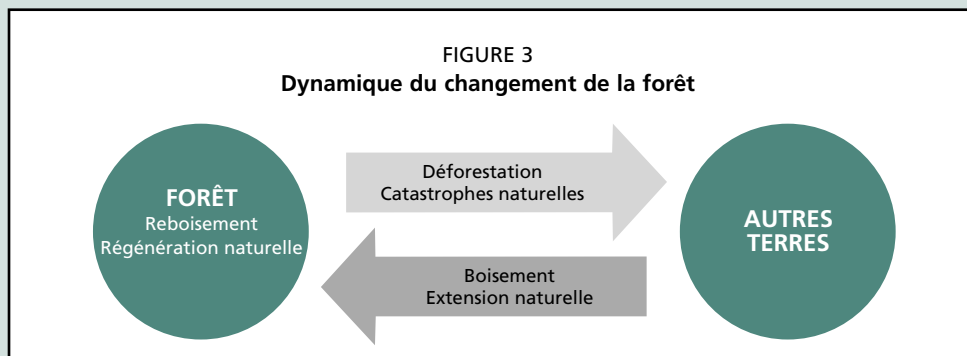 FIGURE 3
Dynamique du changement de la forêt
FORÊT
Reboisement
Régénération naturelle
Déforestation
Catastrophes naturelles
Boisement
Extension naturelle
AUTRES
TERRES